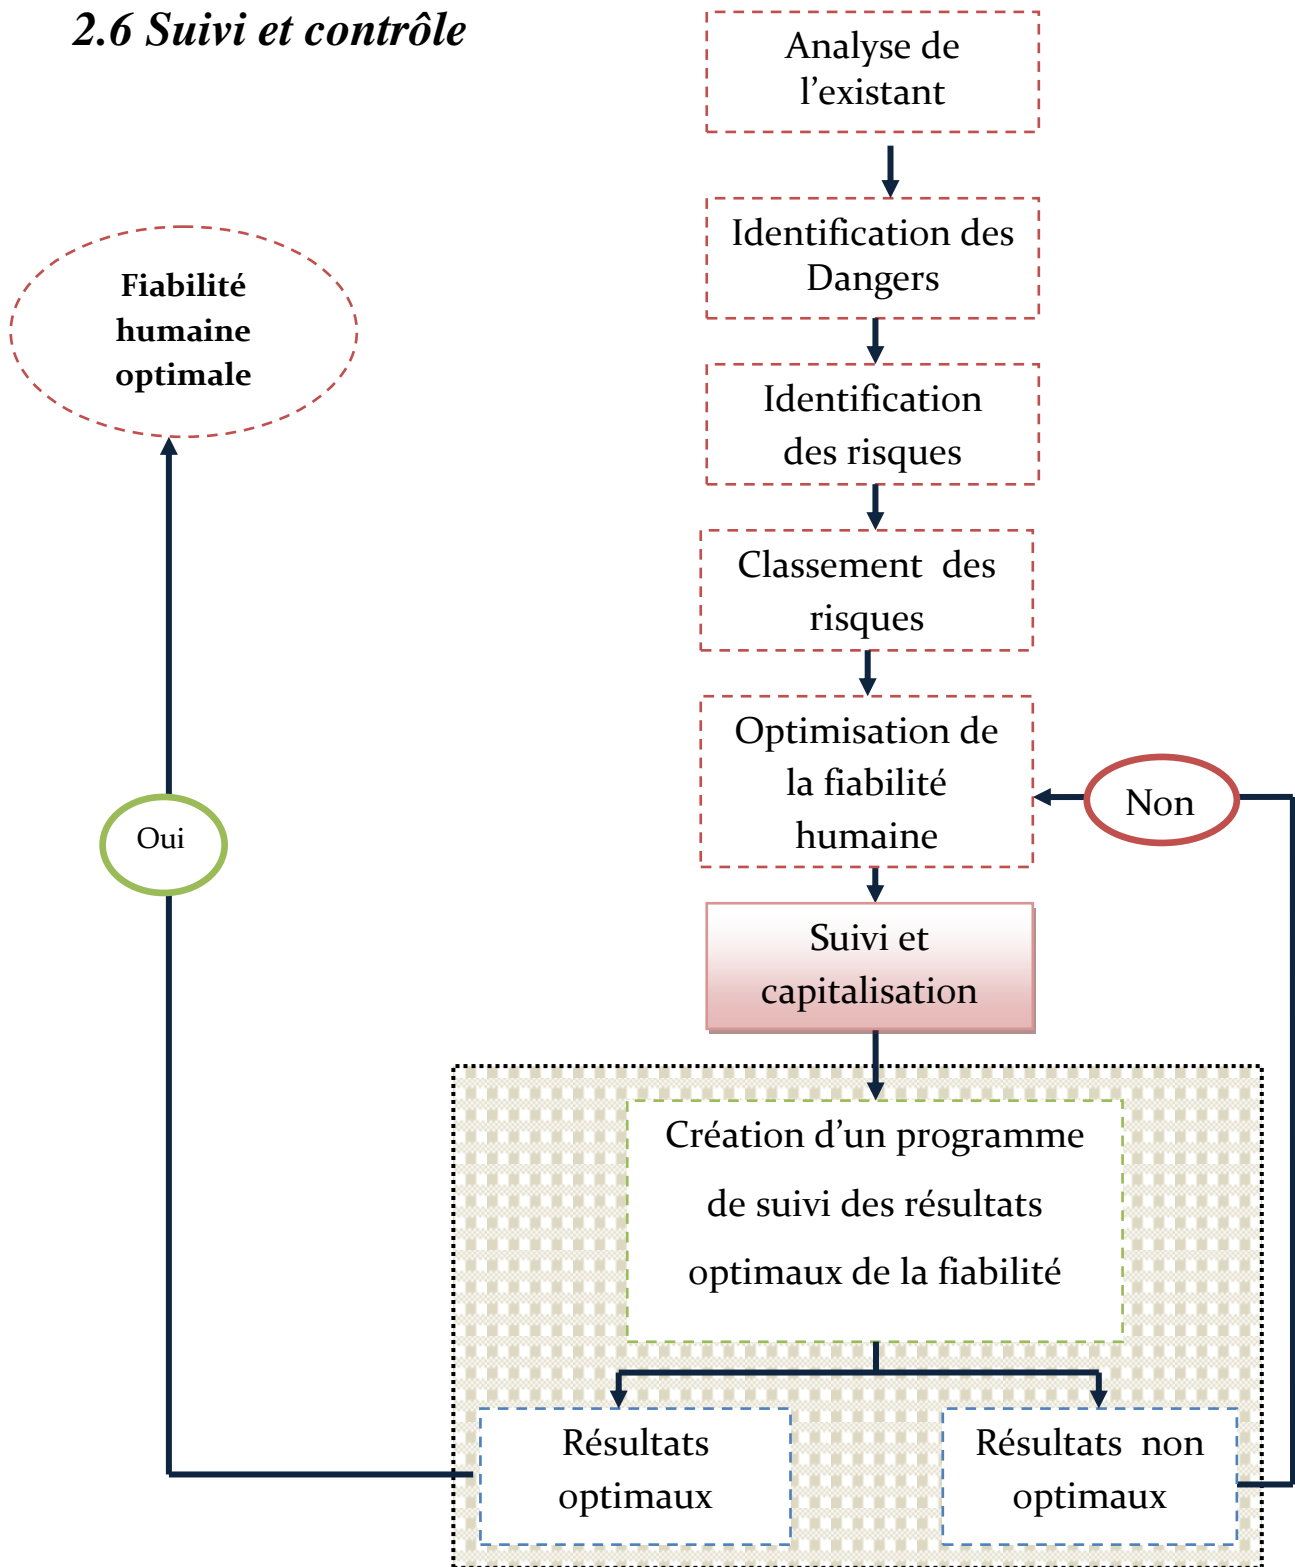 2.6 Suivi et contrôle
Analyse de
l'existant
Identification des
Dangers
Fiabilité
humaine
optimale
Identification
des risques
Classement des
risques
Optimisation de
la fiabilité
humaine
Non
Oui
Suivi et
capitalisation
Création d'un programme
de suivi des résultats
optimaux de la fiabilité
Résultats
optimaux
Résultats non
optimaux